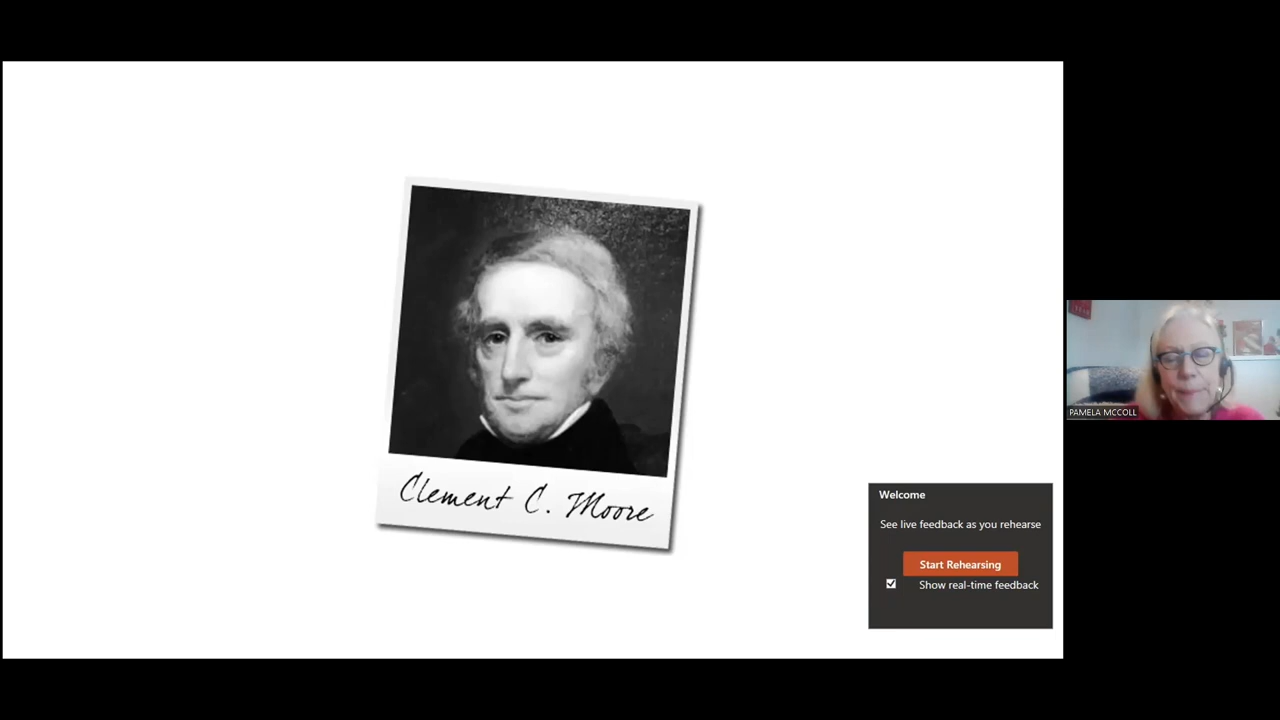 Clement C. Moore
PAMELA MCCOLL
Welcome
See live feedback as you rehearse
Start Rehearsing
Show real-time feedback